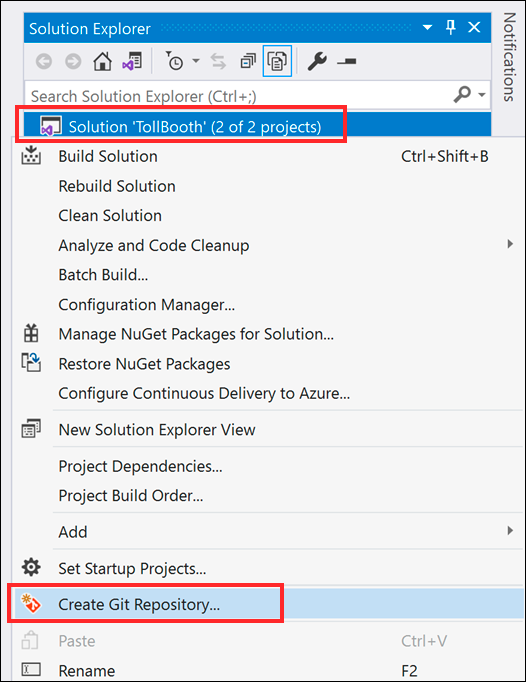 Solution Explorer
Notifications
Search Solution Explorer (Ctrl+;)
Solution 'TollBooth' (2 of 2 projects)
Build Solution Ctrl+Shift+B
Rebuild Solution
Clean Solution
Analyze and Code Cleanup
Batch Build...
Configuration Manager...
Manage NuGet Packages for Solution...
Restore NuGet Packages
Configure Continuous Delivery to Azure...
New Solution Explorer View
Project Dependencies...
Project Build Order...
Add
Set Startup Projects...
Create Git Repository...
Paste Ctrl+V
Rename F2